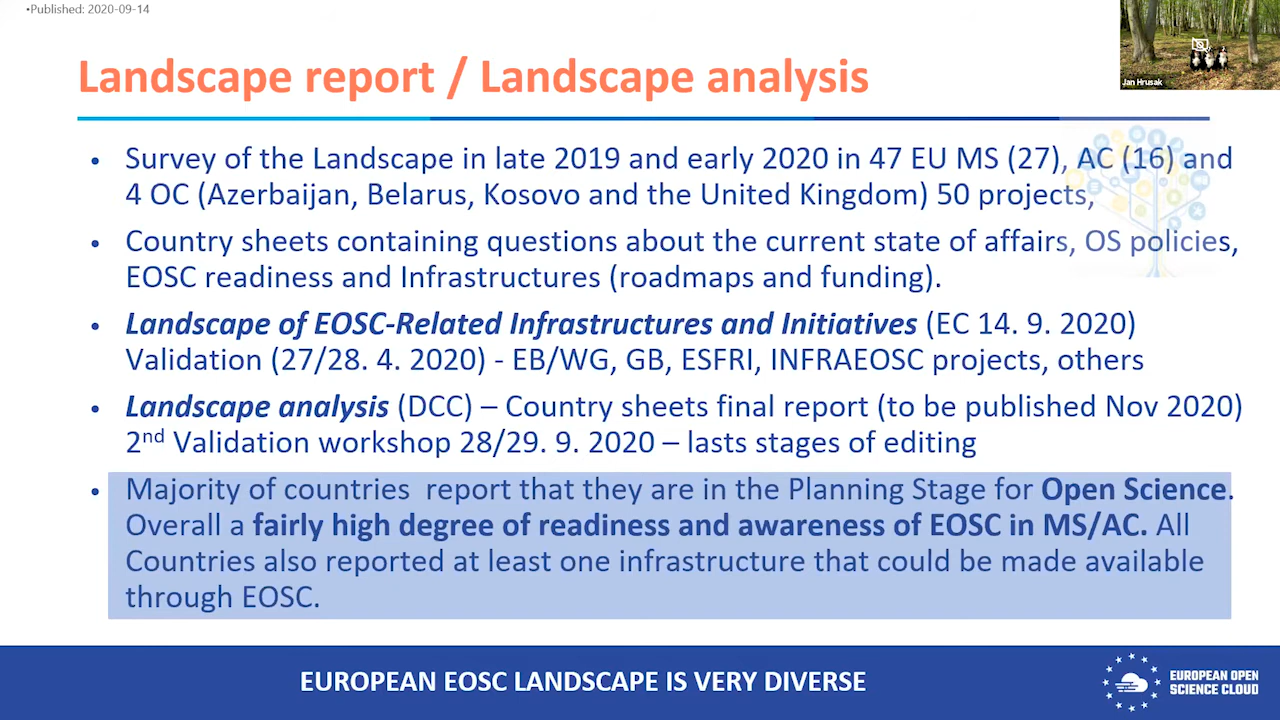 •Published: 2020-09-14
Jan Hrusak
Landscape report / Landscape analysis
• Survey of the Landscape in late 2019 and early 2020 in 47 EU MS (27), AC (16) and
4 OC (Azerbaijan, Belarus, Kosovo and the United Kingdom) 50 projects,
• Country sheets containing questions about the current state of affairs, OS policies,
EOSC readiness and Infrastructures (roadmaps and funding).
• Landscape of EOSC-Related Infrastructures and Initiatives (EC 14. 9. 2020)
Validation (27/28. 4. 2020) - EB/WG, GB, ESFRI, INFRAEOSC projects, others
• Landscape analysis (DCC) – Country sheets final report (to be published Nov 2020)
2nd Validation workshop 28/29. 9. 2020 – lasts stages of editing
• Majority of countries  report that they are in the Planning Stage for Open Science.
Overall a fairly high degree of readiness and awareness of EOSC in MS/AC. All
Countries also reported at least one infrastructure that could be made available
through EOSC.
EUROPEAN EOSC LANDSCAPE IS VERY DIVERSE
EUROPEAN OPEN
SCIENCE CLOUD